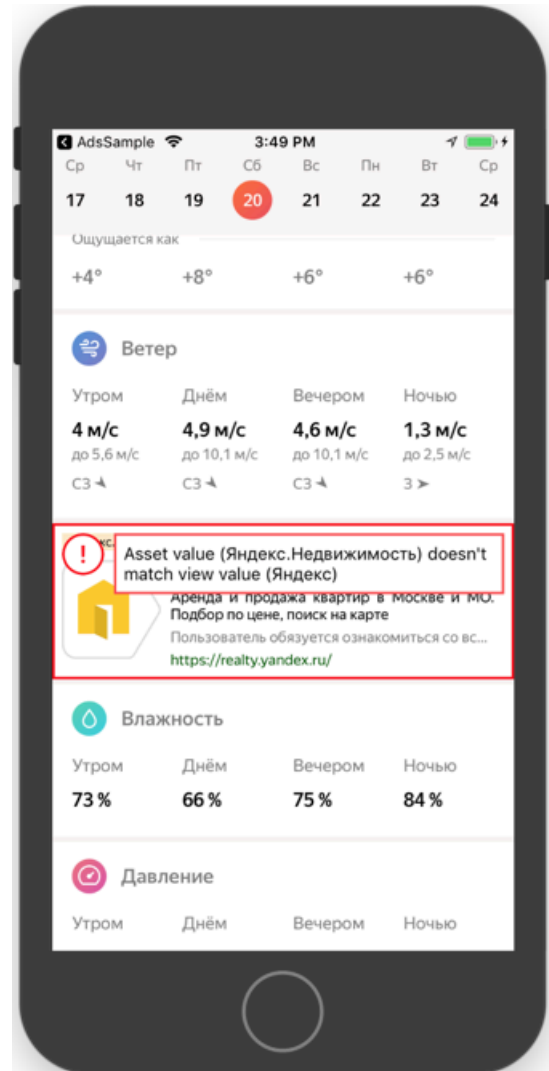 AdsSample 3:49 PM
Ср Чт Пт Сб Вс Пн Вт Ср
17 18 19 20 21 22 23 24
Ощущается как
+4° +8° +6° +6°
Ветер
Утром Днём Вечером Ночью
4 м/с 4,9 м/с 4,6 м/с 1,3 м/с
до 5,6 м/с до 10,1 м/с до 10,1 м/с до 2,5 м/с
СЗ СЗ СЗ З
! Asset value (Яндекс.Недвижимость) doesn't
match view value (Яндекс)
Аренда и продажа квартир в Москве и МО.
Подбор по цене, поиск на карте
Пользователь обязуется ознакомиться со вс...
https://realty.yandex.ru/
Влажность
Утром Днём Вечером Ночью
73 % 66 % 75 % 84 %
Давление
Утром Днём Вечером Ночью